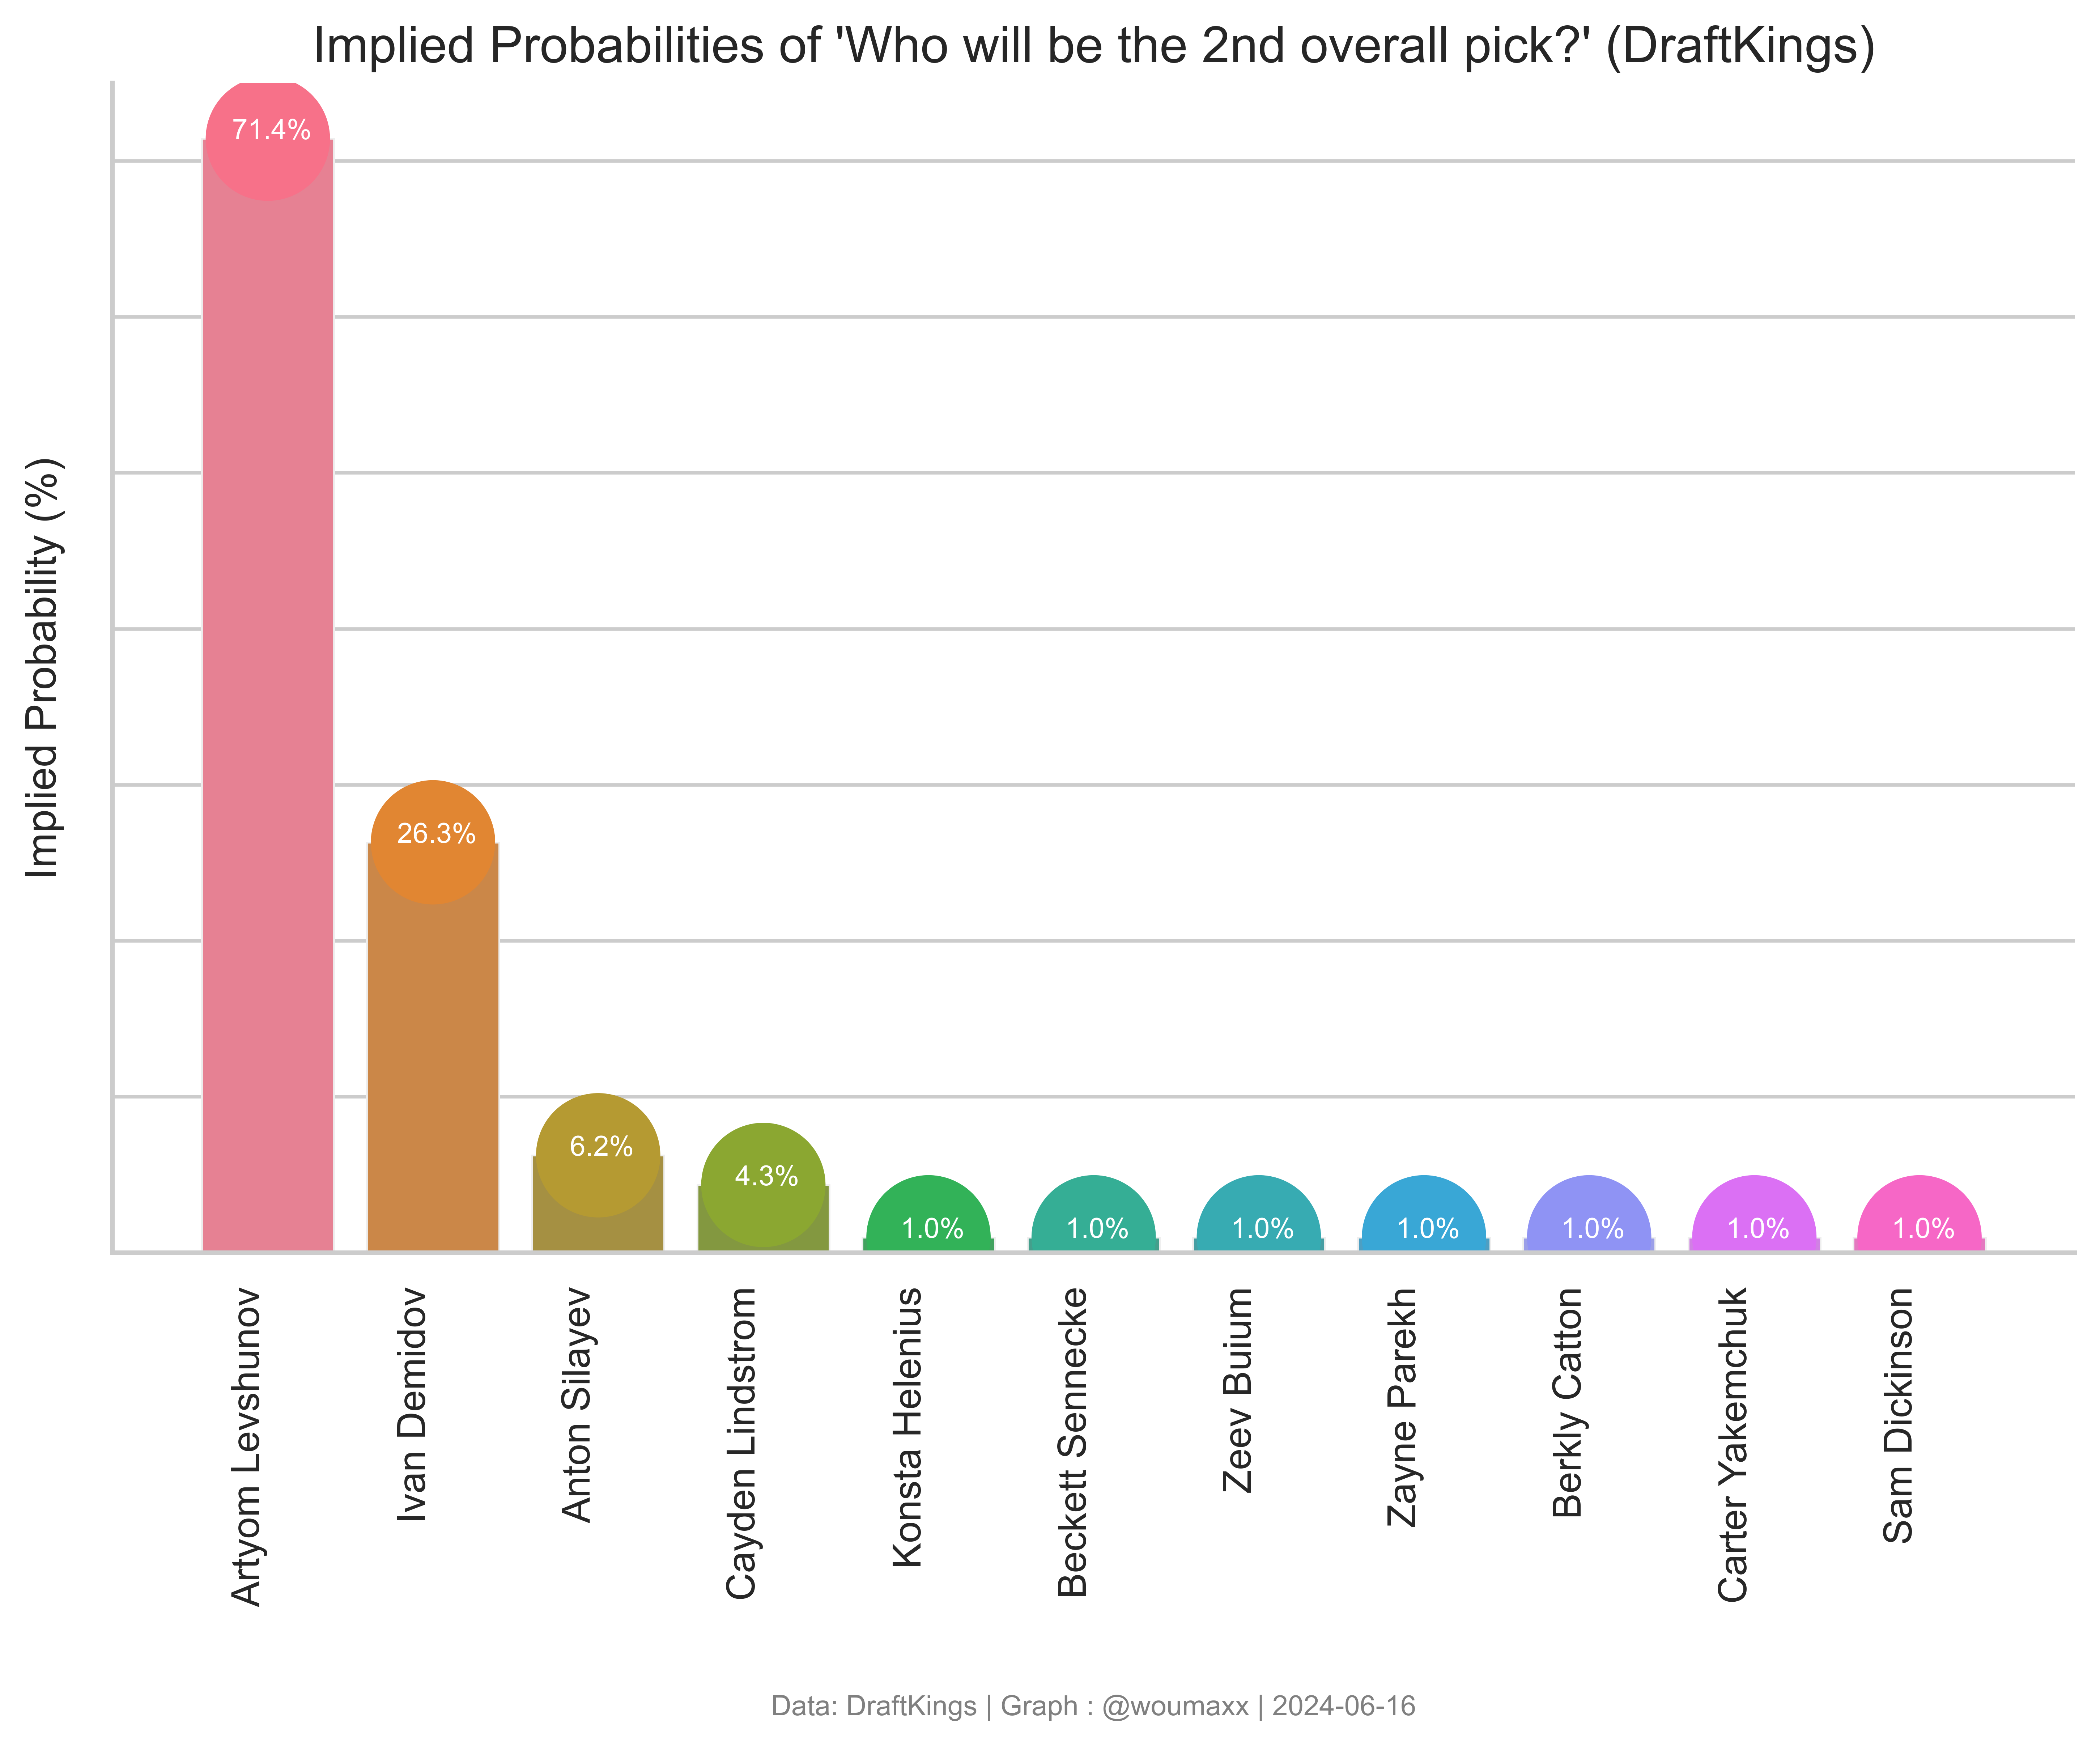 Implied Probabilities of 'Who will be the 2nd overall pick?' (DraftKings)
Implied Probability (%)
71.4%
26.3%
6.2%
4.3%
1.0%
1.0%
1.0%
1.0%
1.0%
1.0%
1.0%
Artyom Levshunov
Ivan Demidov
Anton Silayev
Cayden Lindstrom
Konsta Helenius
Beckett Sennecke
Zeev Buium
Zayne Parekh
Berkly Catton
Carter Yakemchuk
Sam Dickinson
Data: DraftKings | Graph : @woumaxx | 2024-06-16